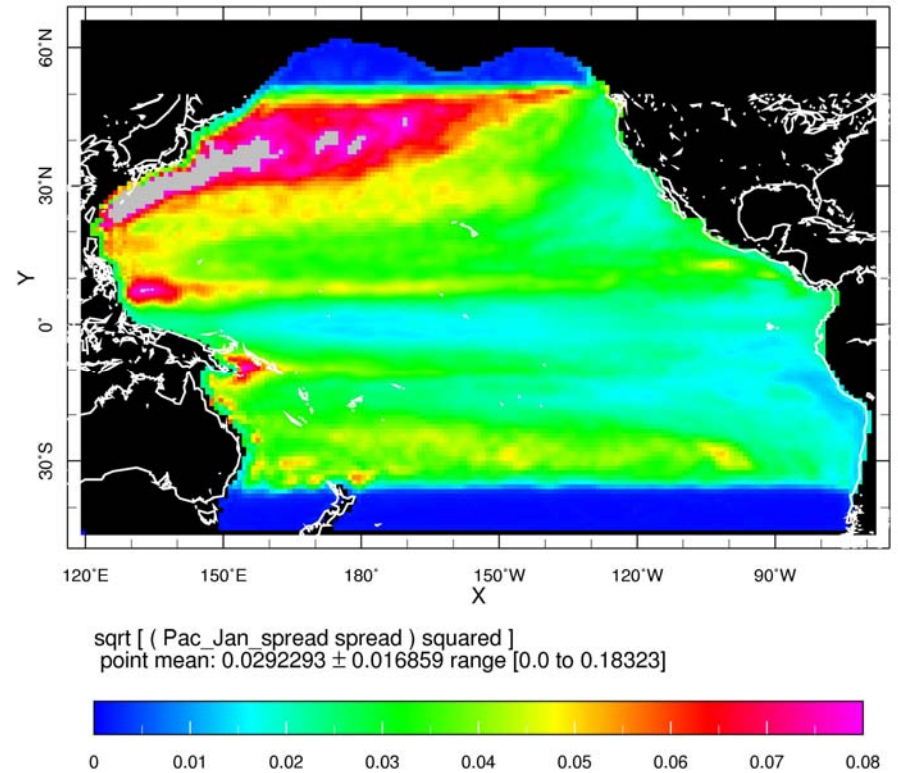 60°N
30°N
Y
0°
30°S
120°E 150°E 180° 150°W 120°W 90°W
X
sqrt [ ( Pac_Jan_spread spread ) squared ]
point mean: 0.0292293 ± 0.016859 range [0.0 to 0.18323]
0 0.01 0.02 0.03 0.04 0.05 0.06 0.07 0.08